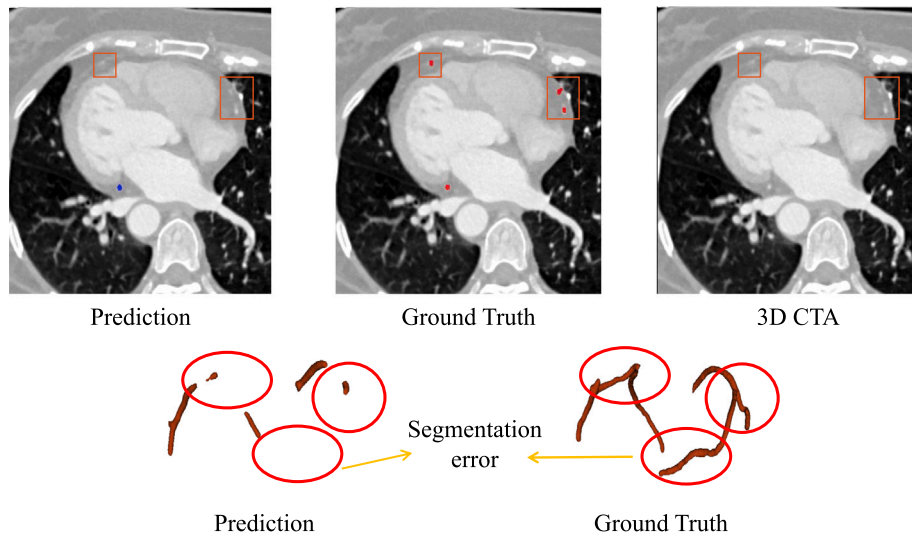 Prediction
Ground Truth
3D CTA
Segmentation
error
Prediction
Ground Truth